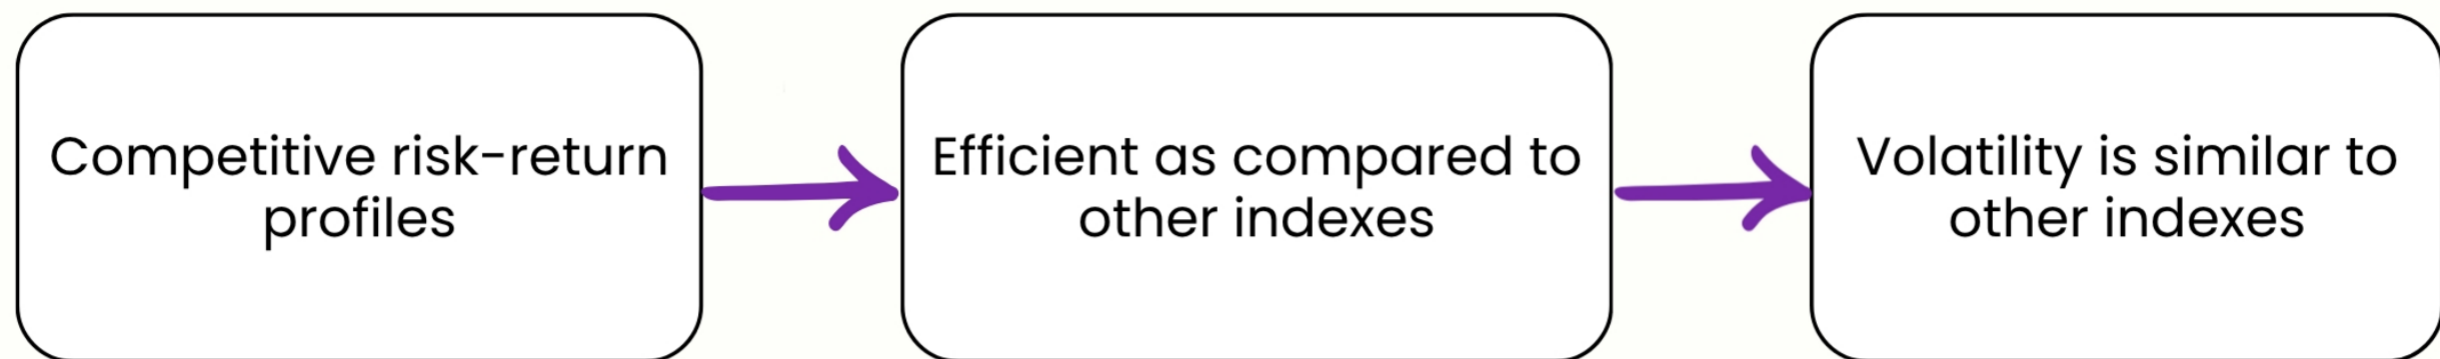 Competitive risk-return
profiles
Efficient as compared to
other indexes
Volatility is similar to
other indexes